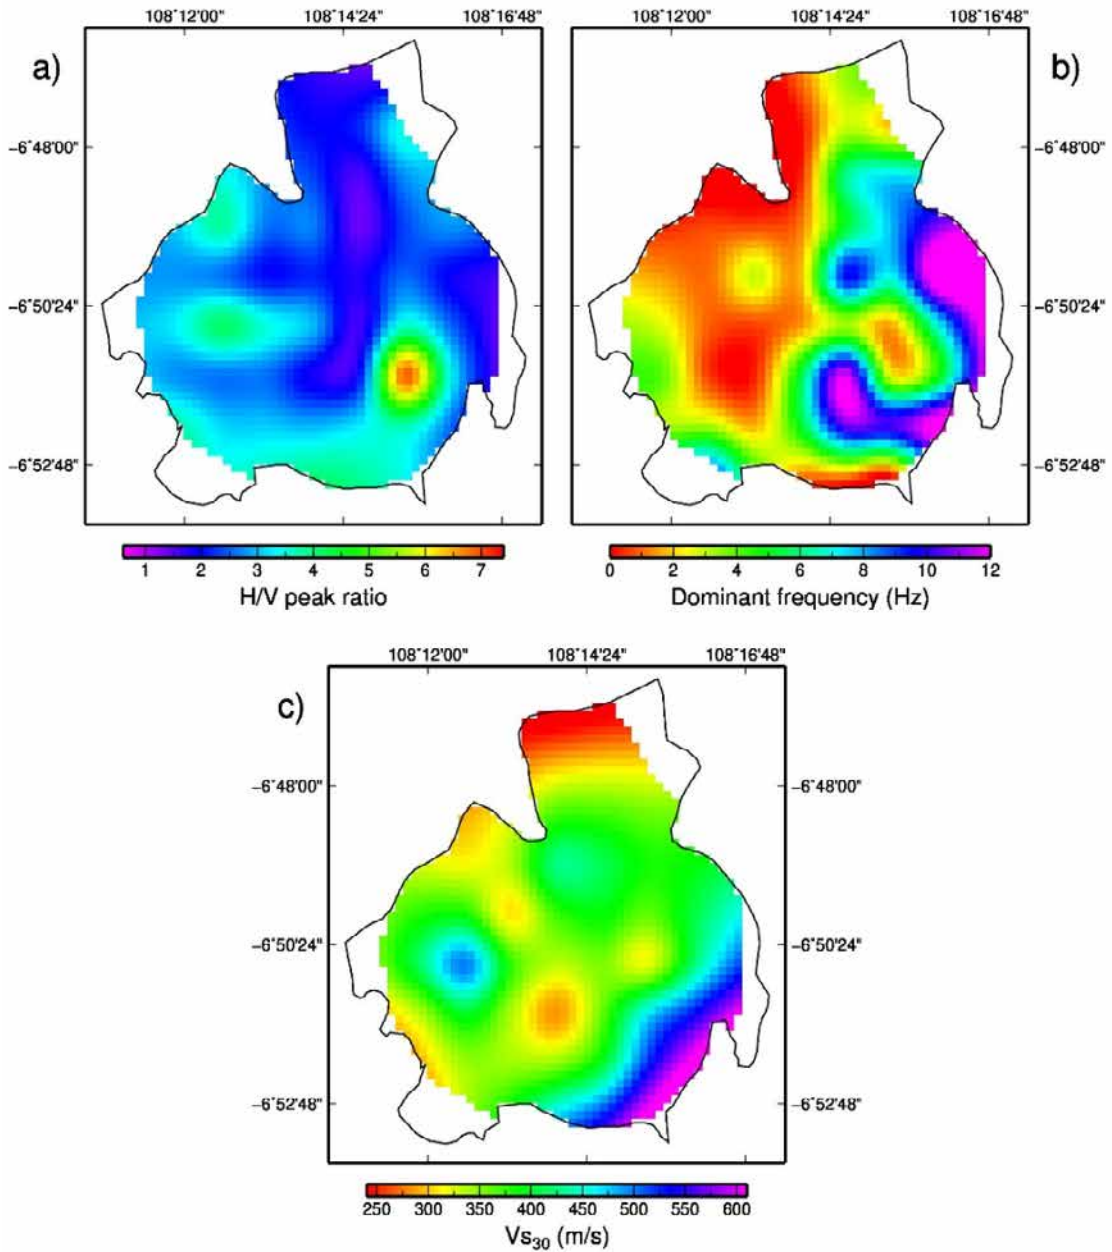 108°12'00" 108°14'24" 108°16'48" 108°12'00" 108°14'24" 108°16'48"
a) b)
−6°48'00" −6°48'00"
−6°50'24" −6°50'24"
−6°52'48" −6°52'48"
1 2 3 4 5 6 7 0 2 4 6 8 10 12
H/V peak ratio Dominant frequency (Hz)
108°12'00" 108°14'24" 108°16'48"
c)
−6°48'00" −6°48'00"
−6°50'24" −6°50'24"
−6°52'48" −6°52'48"
250 300 350 400 450 500 550 600
Vs30 (m/s)